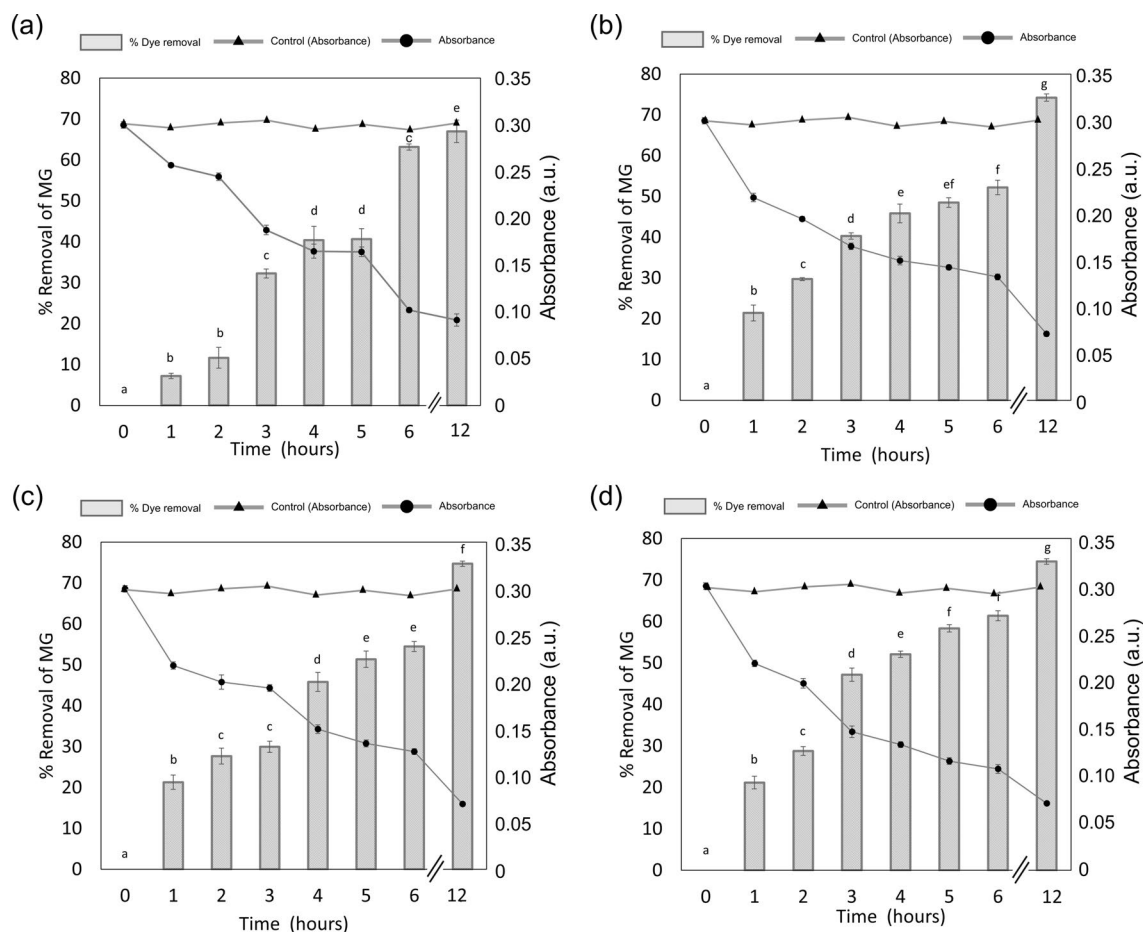 (a)
% Dye removal Control (Absorbance) Absorbance
80
70
60
50
40
30
20
10
0
% Removal of MG
0.35
0.30
0.25
0.20
0.15
0.10
0.05
0
Absorbance (a.u.)
a b b c d d c e
0 1 2 3 4 5 6 12
Time (hours)
(b)
% Dye removal Control (Absorbance) Absorbance
80
70
60
50
40
30
20
10
0
% Removal of MG
0.35
0.30
0.25
0.20
0.15
0.10
0.05
0
Absorbance (a.u.)
a b c d e ef f g
0 1 2 3 4 5 6 12
Time (hours)
(c)
% Dye removal Control (Absorbance) Absorbance
80
70
60
50
40
30
20
10
0
% Removal of MG
0.35
0.30
0.25
0.20
0.15
0.10
0.05
0
Absorbance (a.u.)
a b c c d e e f
0 1 2 3 4 5 6 12
Time (hours)
(d)
% Dye removal Control (Absorbance) Absorbance
80
70
60
50
40
30
20
10
0
% Removal of MG
0.35
0.30
0.25
0.20
0.15
0.10
0.05
0
Absorbance (a.u.)
a b c d e f f g
0 1 2 3 4 5 6 12
Time (hours)